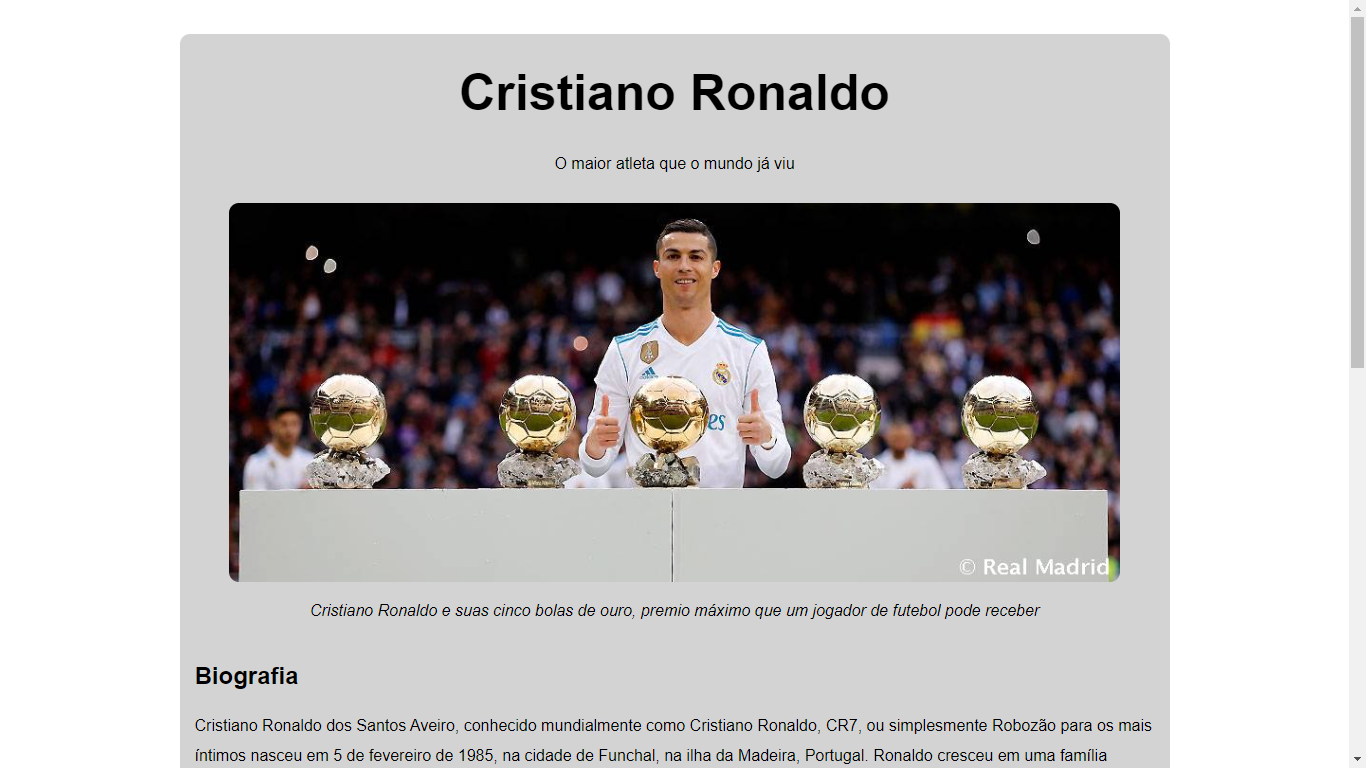 Cristiano Ronaldo
O maior atleta que o mundo já viu
es
© Real Madrid
Cristiano Ronaldo e suas cinco bolas de ouro, premio máximo que um jogador de futebol pode receber
Biografia
Cristiano Ronaldo dos Santos Aveiro, conhecido mundialmente como Cristiano Ronaldo, CR7, ou simplesmente Robozão para os mais
íntimos nasceu em 5 de fevereiro de 1985, na cidade de Funchal, na ilha da Madeira, Portugal. Ronaldo cresceu em uma família